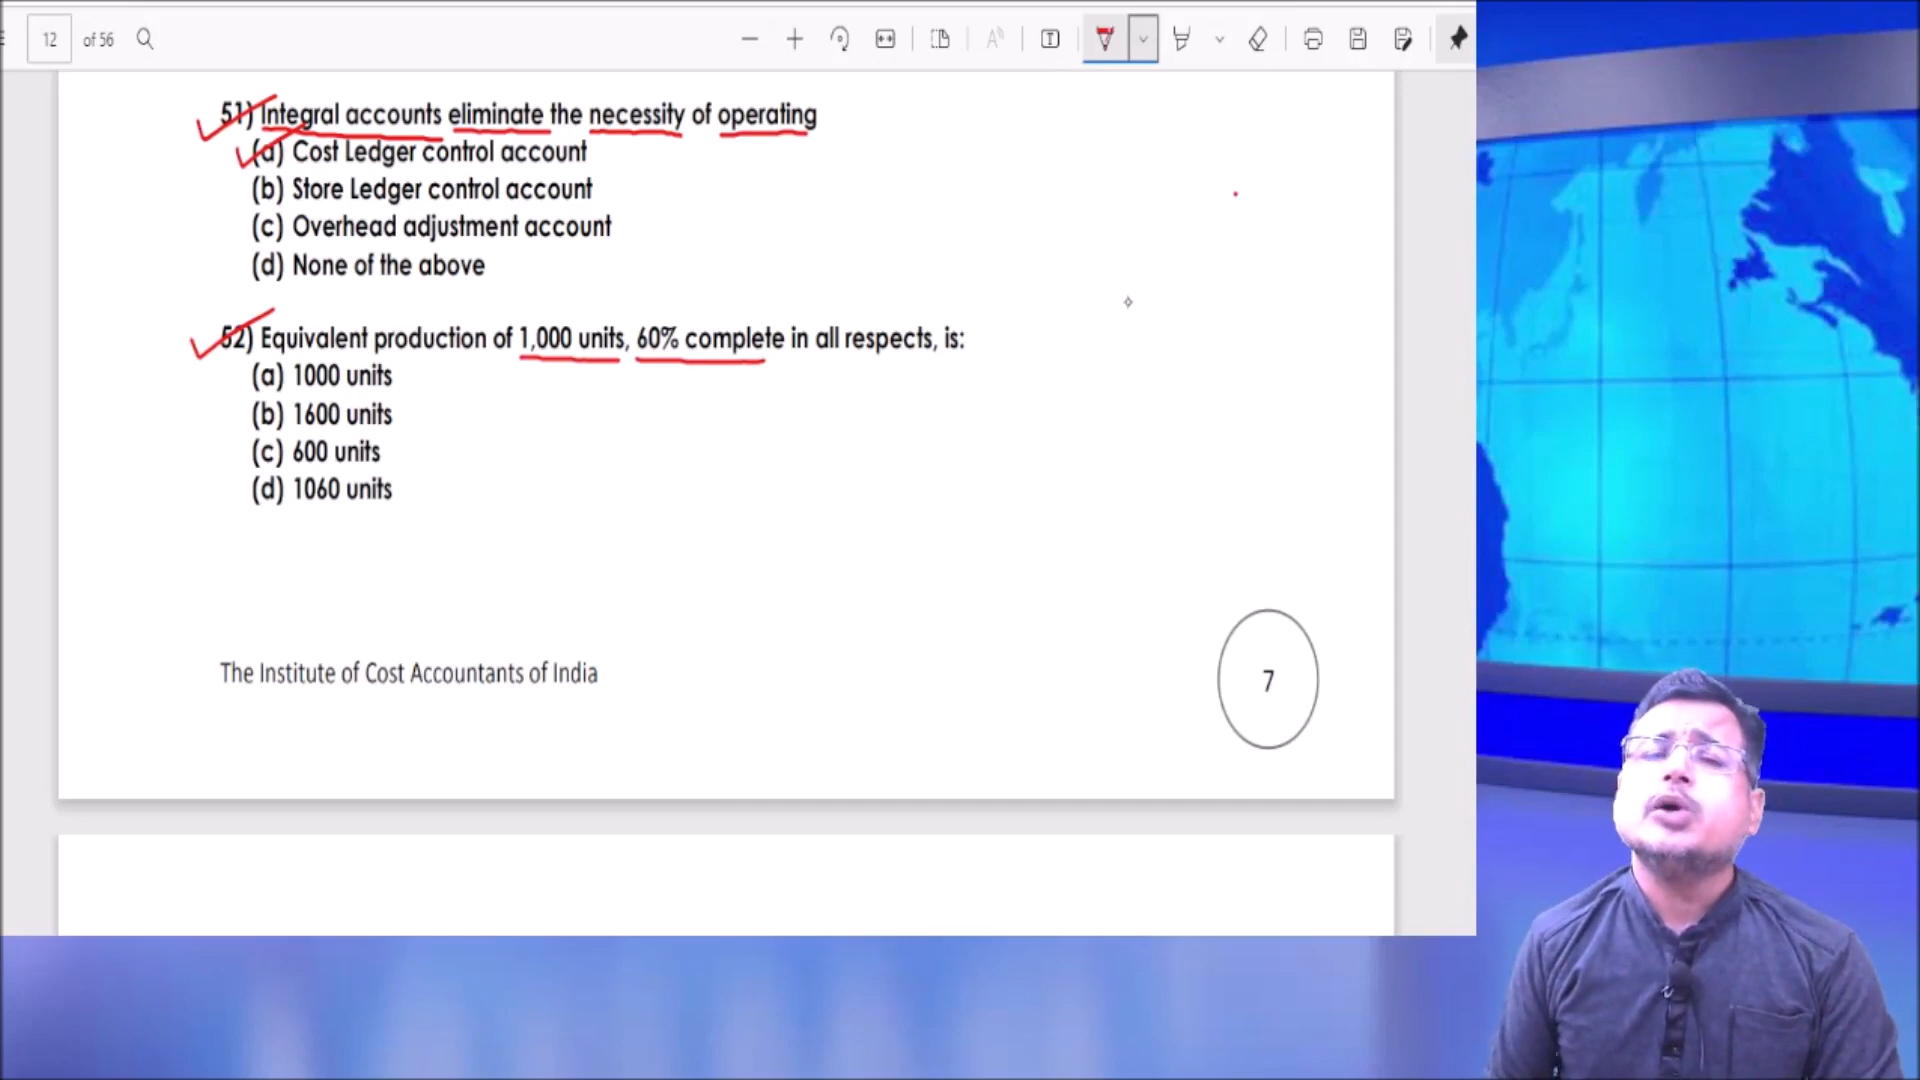 12 of 56
51) Integral accounts eliminate the necessity of operating
(a) Cost Ledger control account
(b) Store Ledger control account
(c) Overhead adjustment account
(d) None of the above
52) Equivalent production of 1,000 units, 60% complete in all respects, is:
(a) 1000 units
(b) 1600 units
(c) 600 units
(d) 1060 units
The Institute of Cost Accountants of India
7